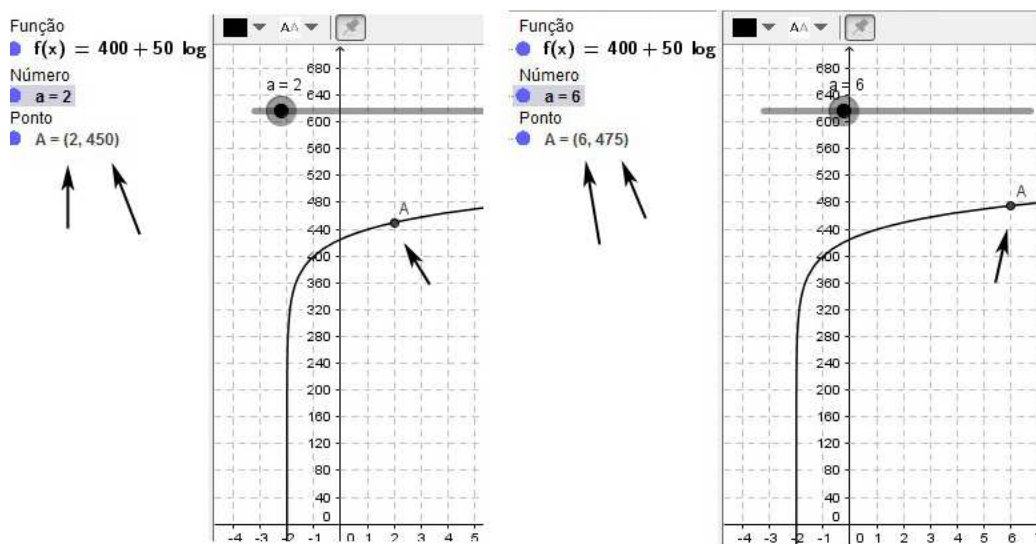 Função
f(x) = 400 + 50 log
Número
a = 2
Ponto
A = (2, 450)
AA
a = 2
680
640
600
560
520
480
440
400
360
320
280
240
200
160
120
80
40
0
A
-4 -3 -2 -1 0 1 2 3 4 5
Função
f(x) = 400 + 50 log
Número
a = 6
Ponto
A = (6, 475)
AA
a = 6
680
640
600
560
520
480
440
400
360
320
280
240
200
160
120
80
40
0
A
-4 -3 -2 -1 0 1 2 3 4 5 6